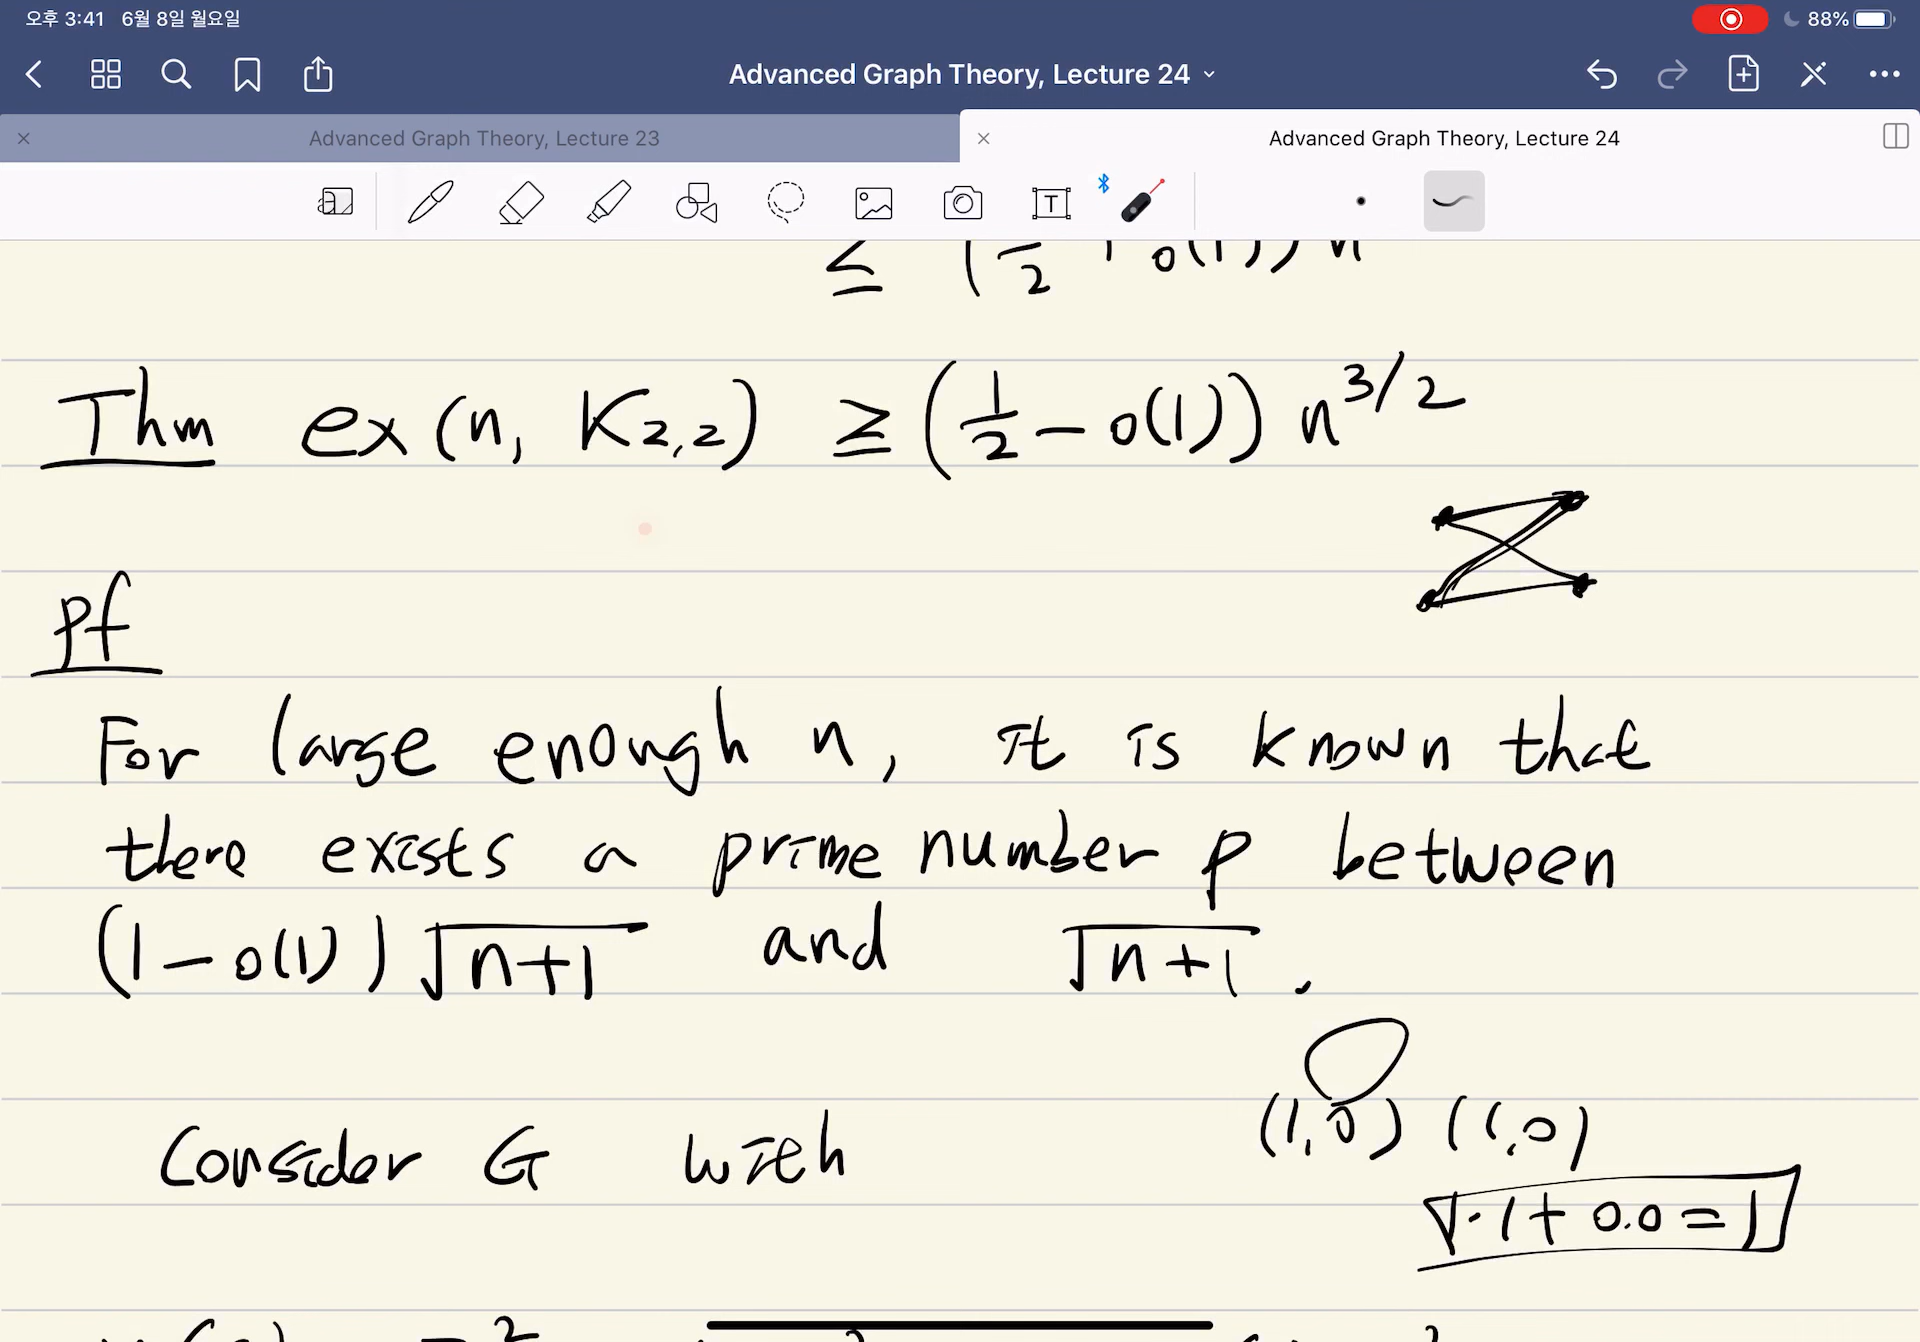 오후 3:41 6월 8일 월요일 88%
Advanced Graph Theory, Lecture 24
Advanced Graph Theory, Lecture 23
Advanced Graph Theory, Lecture 24
Thm ex(n, K2,2) ≥ (1/2 - o(1)) n^3/2
pf
For large enough n, it is known that
there exists a prime number p between
(1 - o(1)) √n+1 and √n+1.
(1,0) (1,0)
Consider G with
1·1 + 0.0 = 1